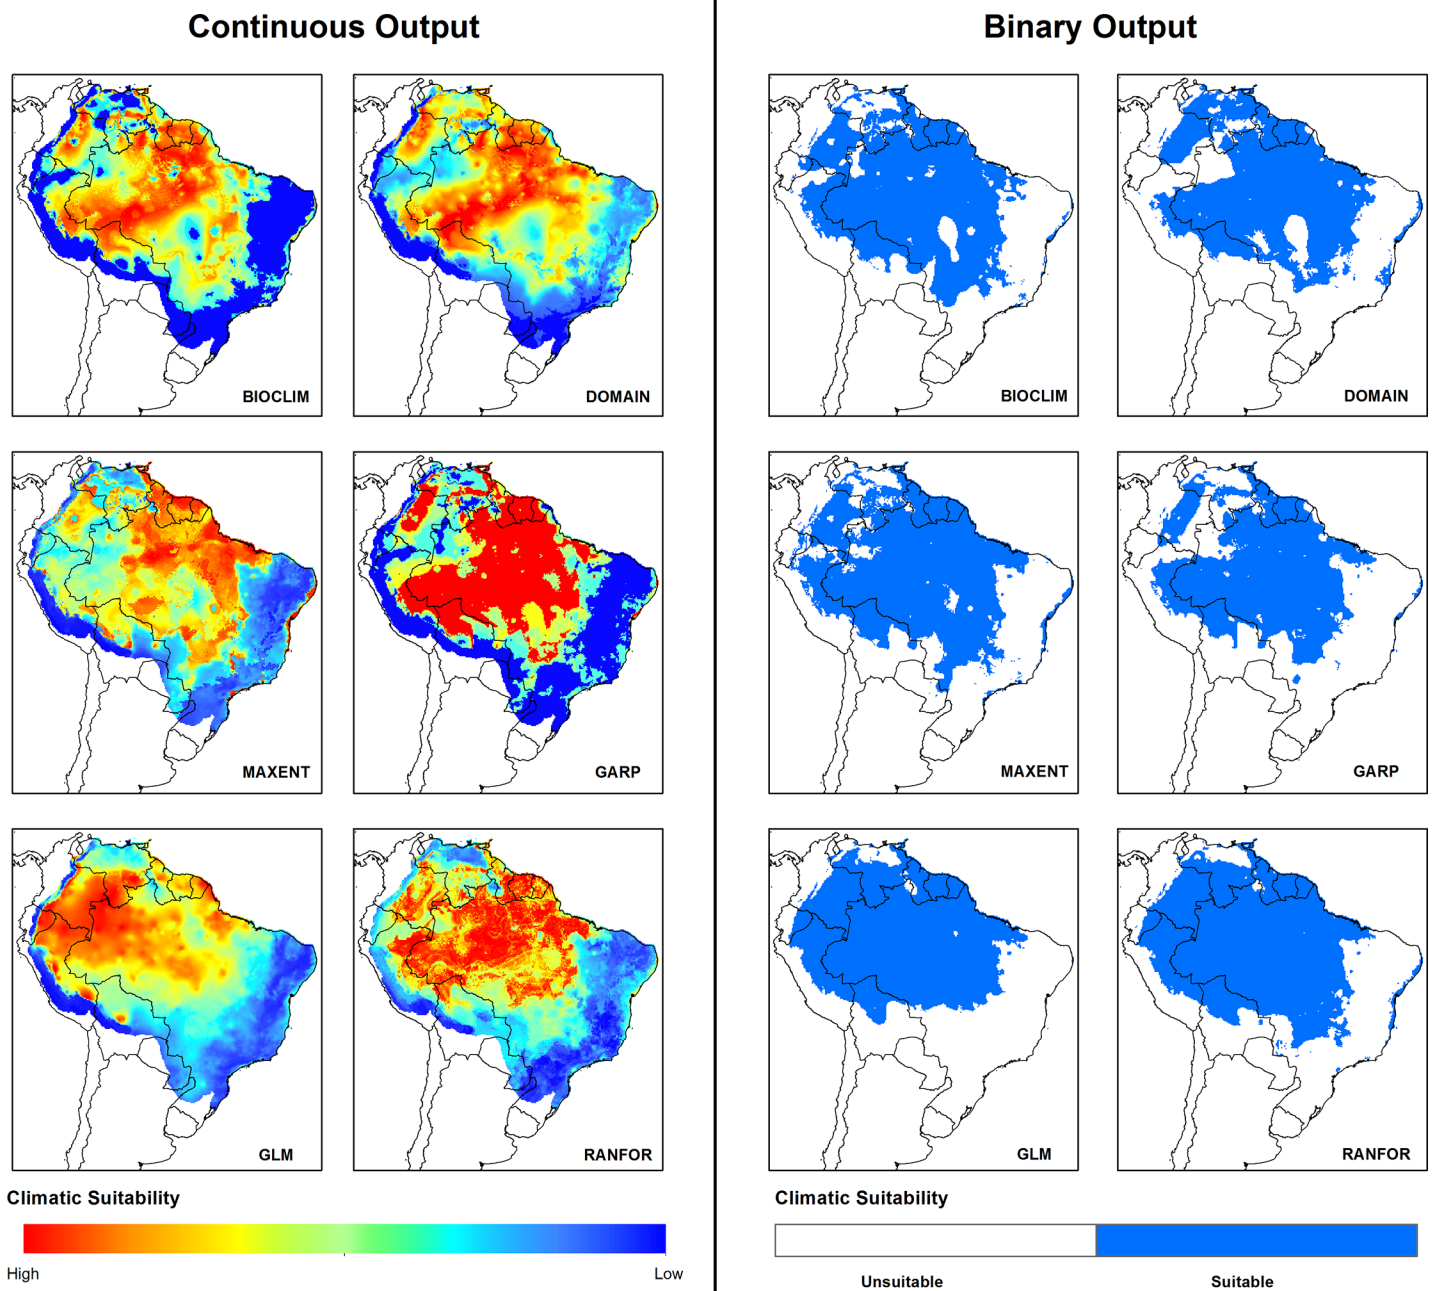 Continuous Output
Binary Output
BIOCLIM
DOMAIN
BIOCLIM
DOMAIN
MAXENT
GARP
MAXENT
GARP
GLM
RANFOR
GLM
RANFOR
Climatic Suitability
High
Low
Climatic Suitability
Unsuitable
Suitable